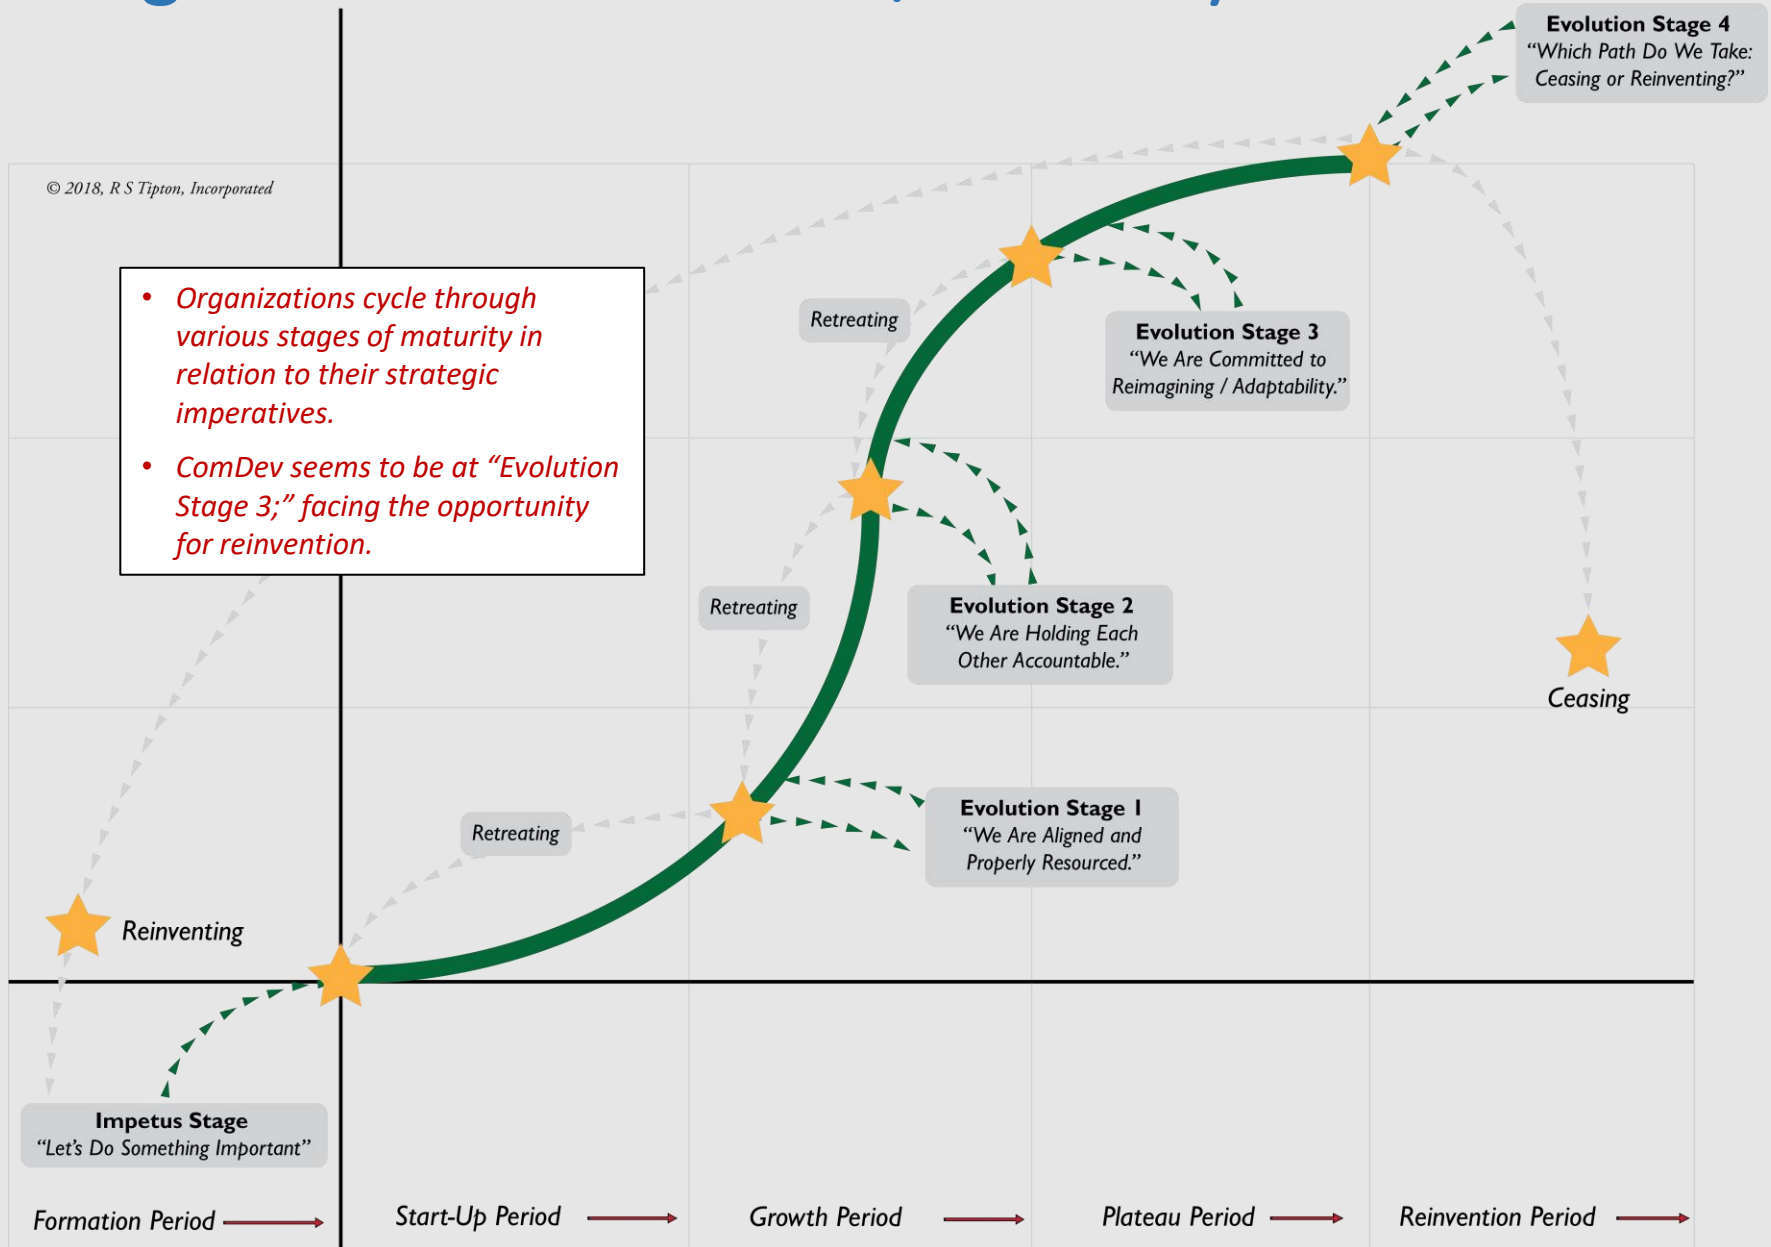 Evolution Stage 4
“Which Path Do We Take:
Ceasing or Reinventing?”
© 2018, R S Tipton, Incorporated
• Organizations cycle through
various stages of maturity in
relation to their strategic
imperatives.
• ComDev seems to be at “Evolution
Stage 3;” facing the opportunity
for reinvention.
Retreating
Evolution Stage 3
“We Are Committed to
Reimagining / Adaptability.”
Retreating
Evolution Stage 2
“We Are Holding Each
Other Accountable.”
Ceasing
Retreating
Evolution Stage 1
“We Are Aligned and
Properly Resourced.”
Reinventing
Impetus Stage
“Let’s Do Something Important”
Formation Period
Start-Up Period
Growth Period
Plateau Period
Reinvention Period